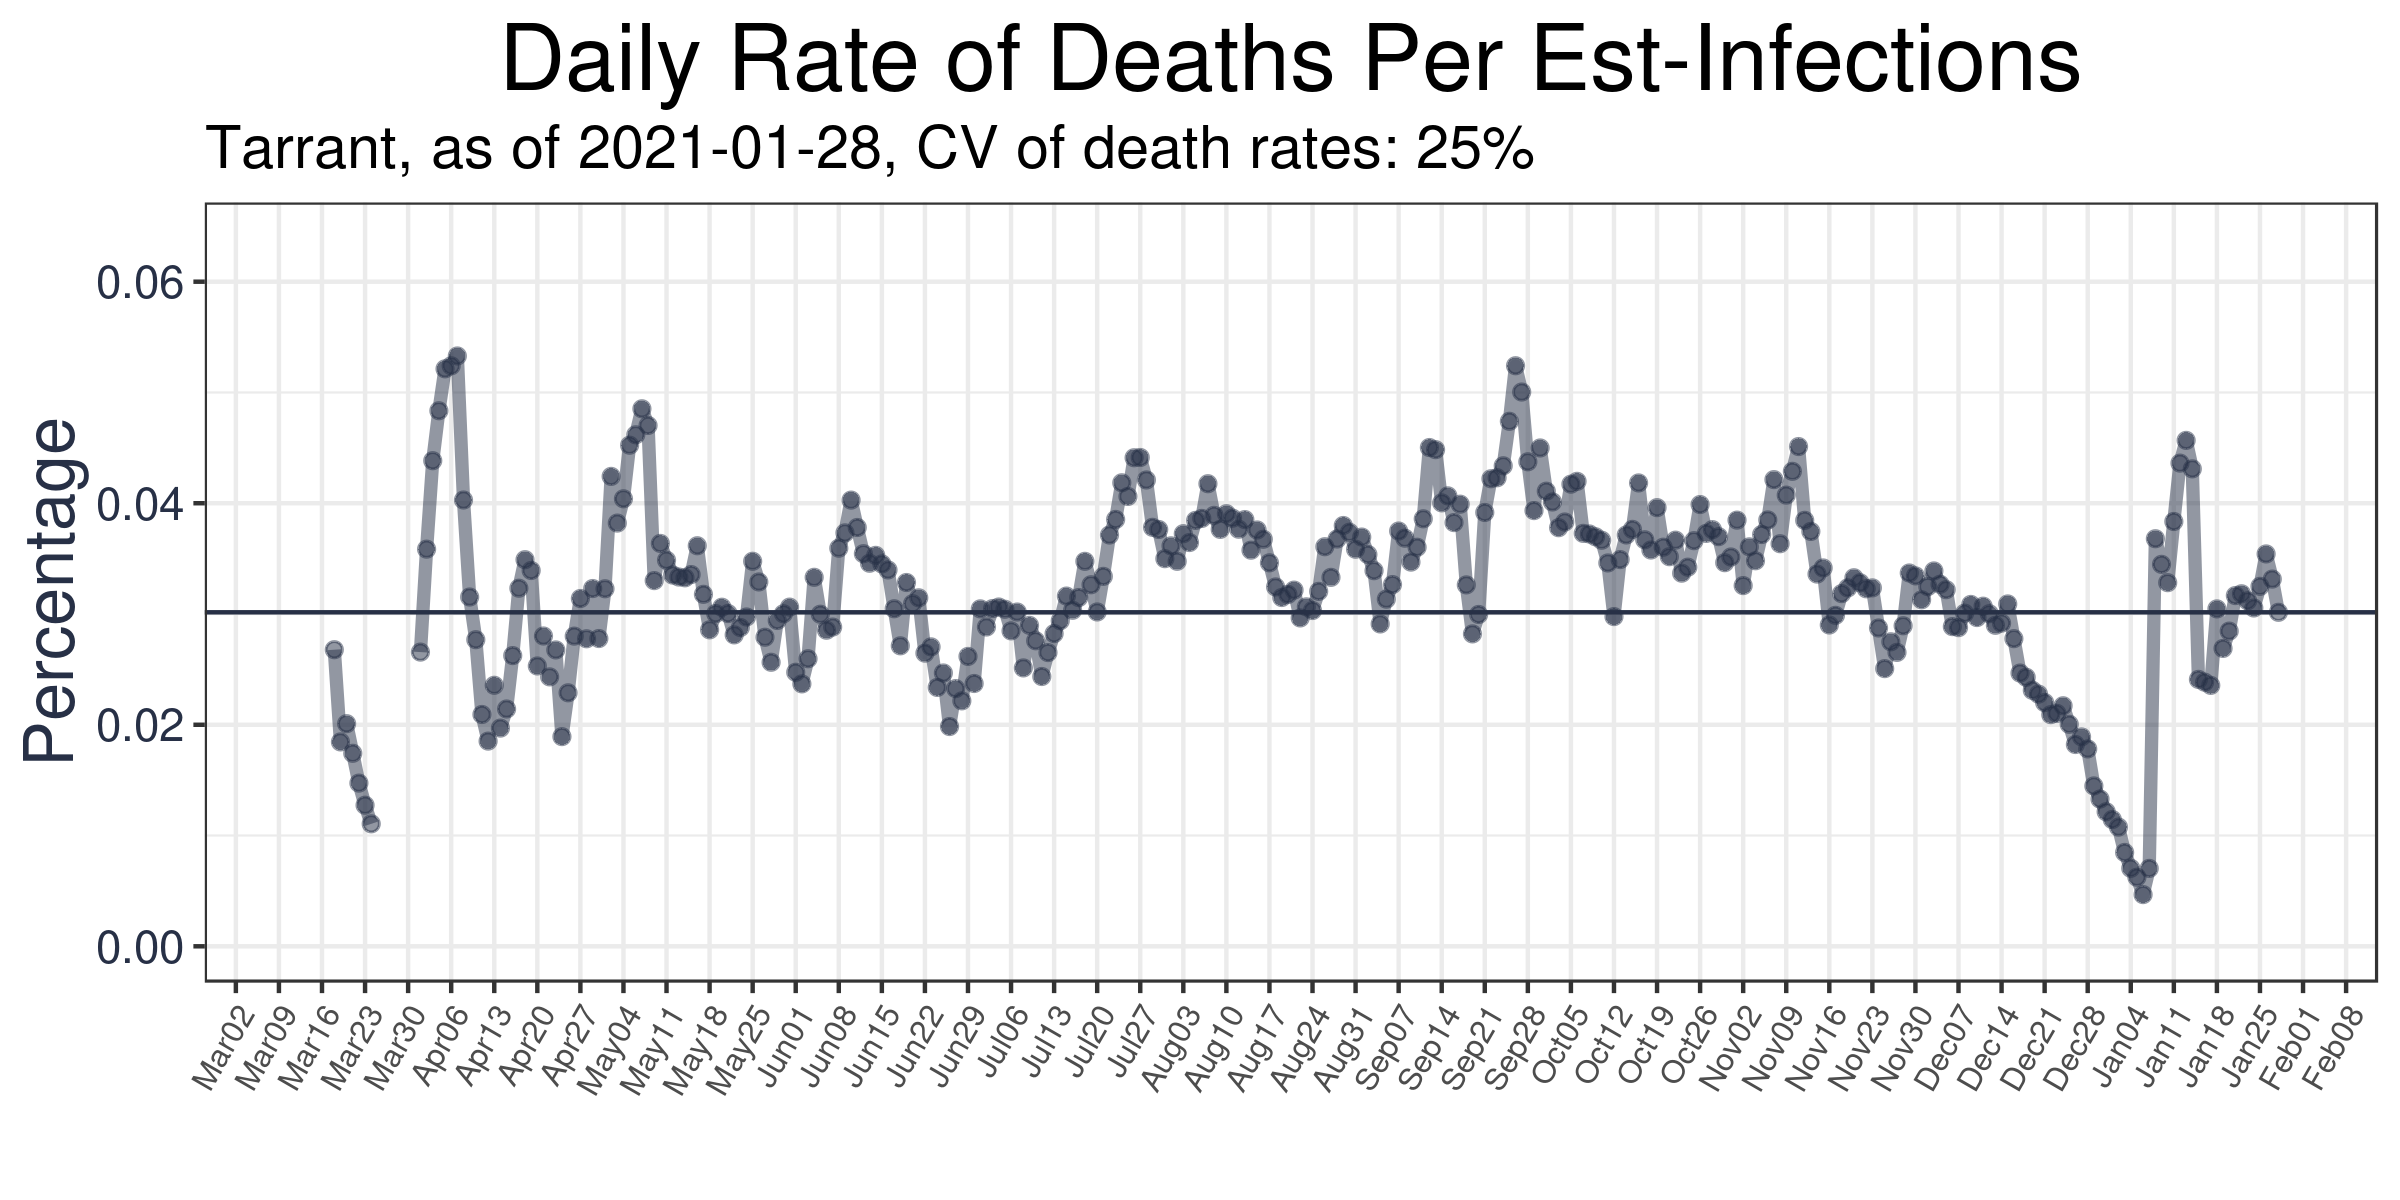 Daily Rate of Deaths Per Est-Infections
Tarrant, as of 2021-01-28, CV of death rates: 25%
Percentage
0.06
0.04
0.02
0.00
Mar02
Mar09
Mar16
Mar23
Mar30
Apr06
Apr13
Apr20
Apr27
May04
May11
May18
May25
Jun01
Jun08
Jun15
Jun22
Jun29
Jul06
Jul13
Jul20
Jul27
Aug03
Aug10
Aug17
Aug24
Aug31
Sep07
Sep14
Sep21
Sep28
Oct05
Oct12
Oct19
Oct26
Nov02
Nov09
Nov16
Nov23
Nov30
Dec07
Dec14
Dec21
Dec28
Jan04
Jan11
Jan18
Jan25
Feb01
Feb08